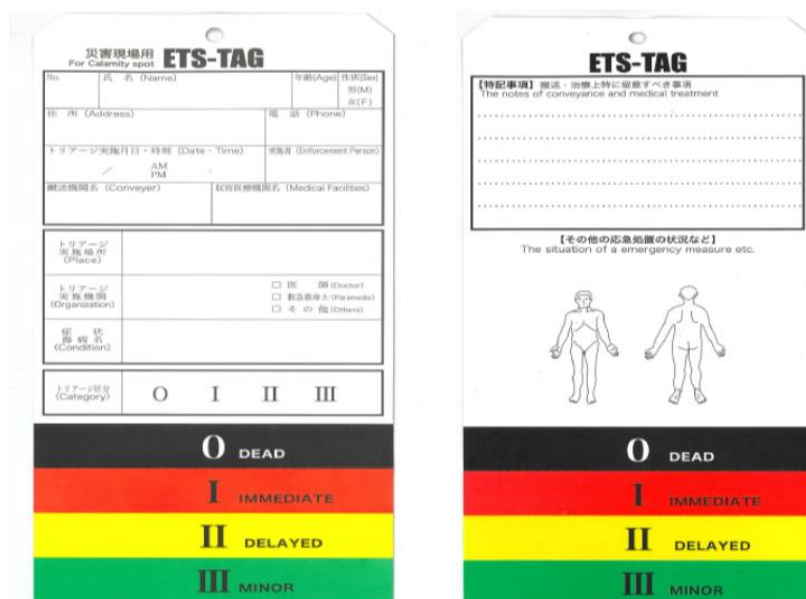 災害現場用 ETS-TAG
For Calamity spot
No. 氏 名 (Name) 年齢(Age) 性別(Sex)
男(M)
女(F)
住 所 (Address) 電 話 (Phone)
トリアージ実施月日・時刻 (Date・Time) 実施者 (Enforcement Person)
／ AM :
PM
搬送機関名 (Conveyer) 収容医療機関名 (Medical Facilities)
トリアージ
実施場所
(Place)
トリアージ
実施機関
(Organization)
□ 医 師 (Doctor)
□ 救急救命士 (Paramedic)
□ そ の 他 (Others)
症 状
傷病名
(Condition)
トリアージ区分
(Category) O I II III
O DEAD
I IMMEDIATE
II DELAYED
III MINOR
ETS-TAG
【特記事項】搬送・治療上特に留意すべき事項
The notes of conveyance and medical treatment
【その他の応急処置の状況など】
The situation of a emergency measure etc.
O DEAD
I IMMEDIATE
II DELAYED
III MINOR